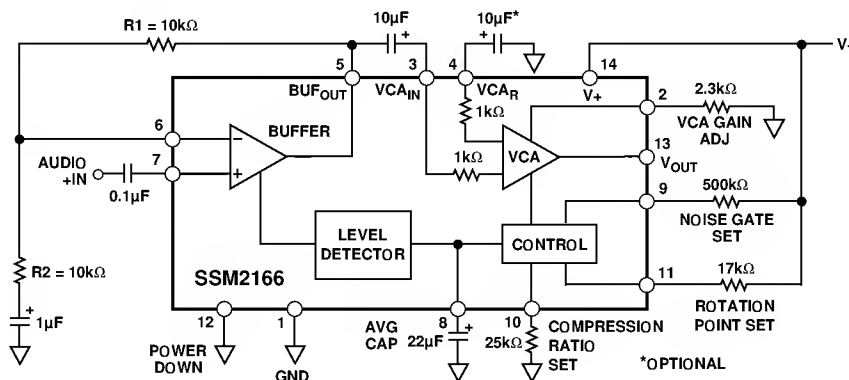 R1 = 10kΩ
10µF
+
10µF*
+
V+
5
3
4
14
BUFOUT
VCAIN
VCAR
V+
1kΩ
2
2.3kΩ
VCA GAIN
ADJ
6
BUFFER
−
+
7
AUDIO
+IN
0.1µF
1kΩ
VCA
13
VOUT
9
500kΩ
NOISE GATE
SET
LEVEL
DETECTOR
CONTROL
R2 = 10kΩ
SSM2166
11
17kΩ
ROTATION
POINT SET
+
1µF
12
POWER
DOWN
1
GND
AVG
CAP
8
22µF
+
10
25kΩ
COMPRESSION
RATIO
SET
*OPTIONAL